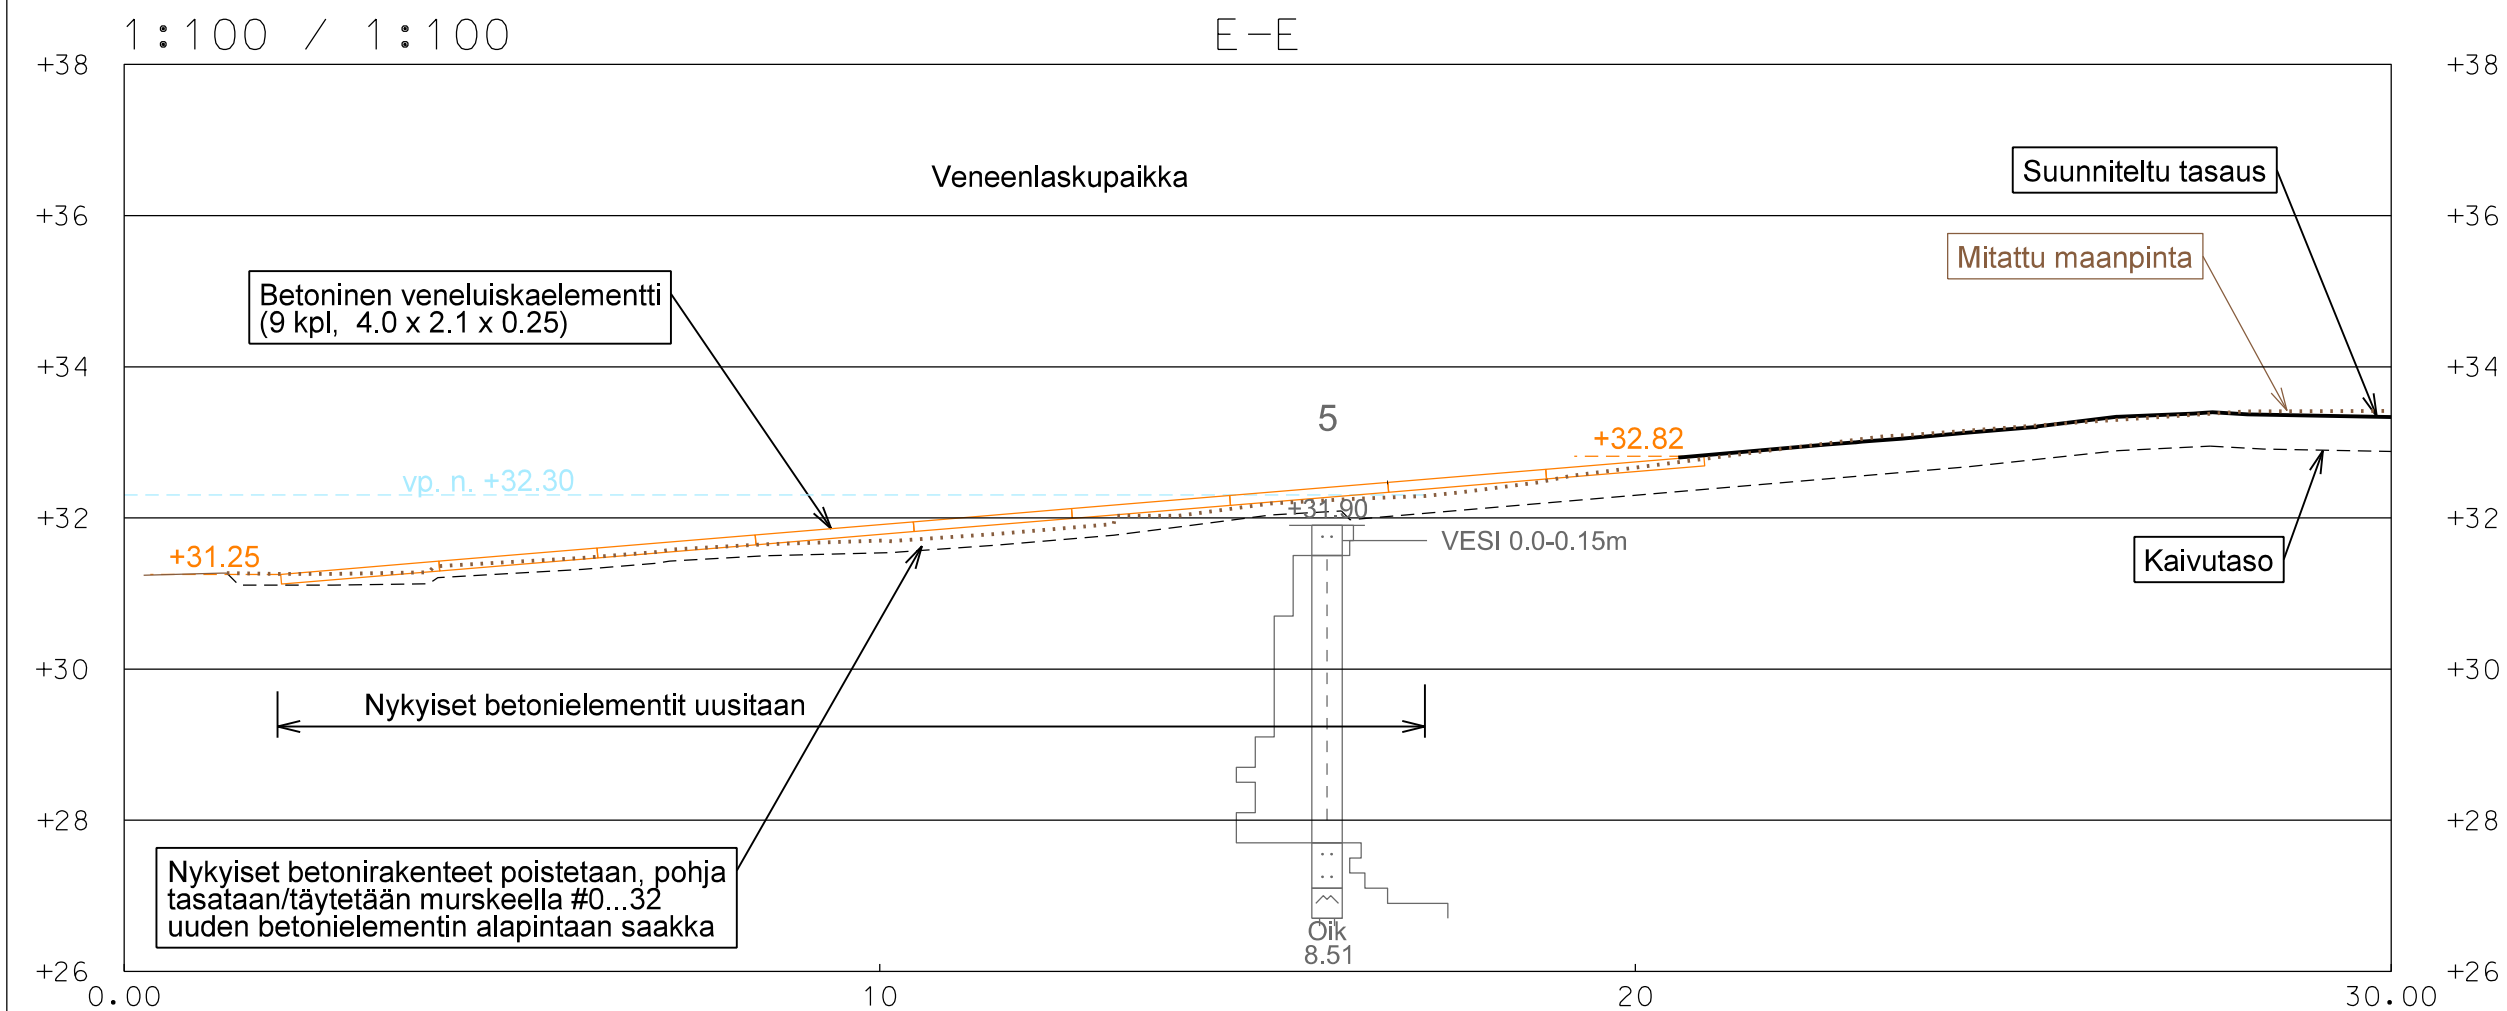 1:100 / 1:100
E-E
+38
+38
Veneenlaskupaikka
Suunniteltu tasaus
+36
+36
Mitattu maanpinta
Betoninen veneluiskaelementti
(9 kpl, 4.0 x 2.1 x 0.25)
+34
+34
5
+32.82
vp. n. +32.30
+31.90
+32
+32
VESI 0.0-0.15m
+31.25
Kaivutaso
+30
+30
Nykyiset betonielementit uusitaan
+28
+28
Nykyiset betonirakenteet poistetaan, pohja
tasataan/täytetään murskeella #0...32
uuden betonielementin alapintaan saakka
Oik
8.51
+26
+26
0.00
10
20
30.00